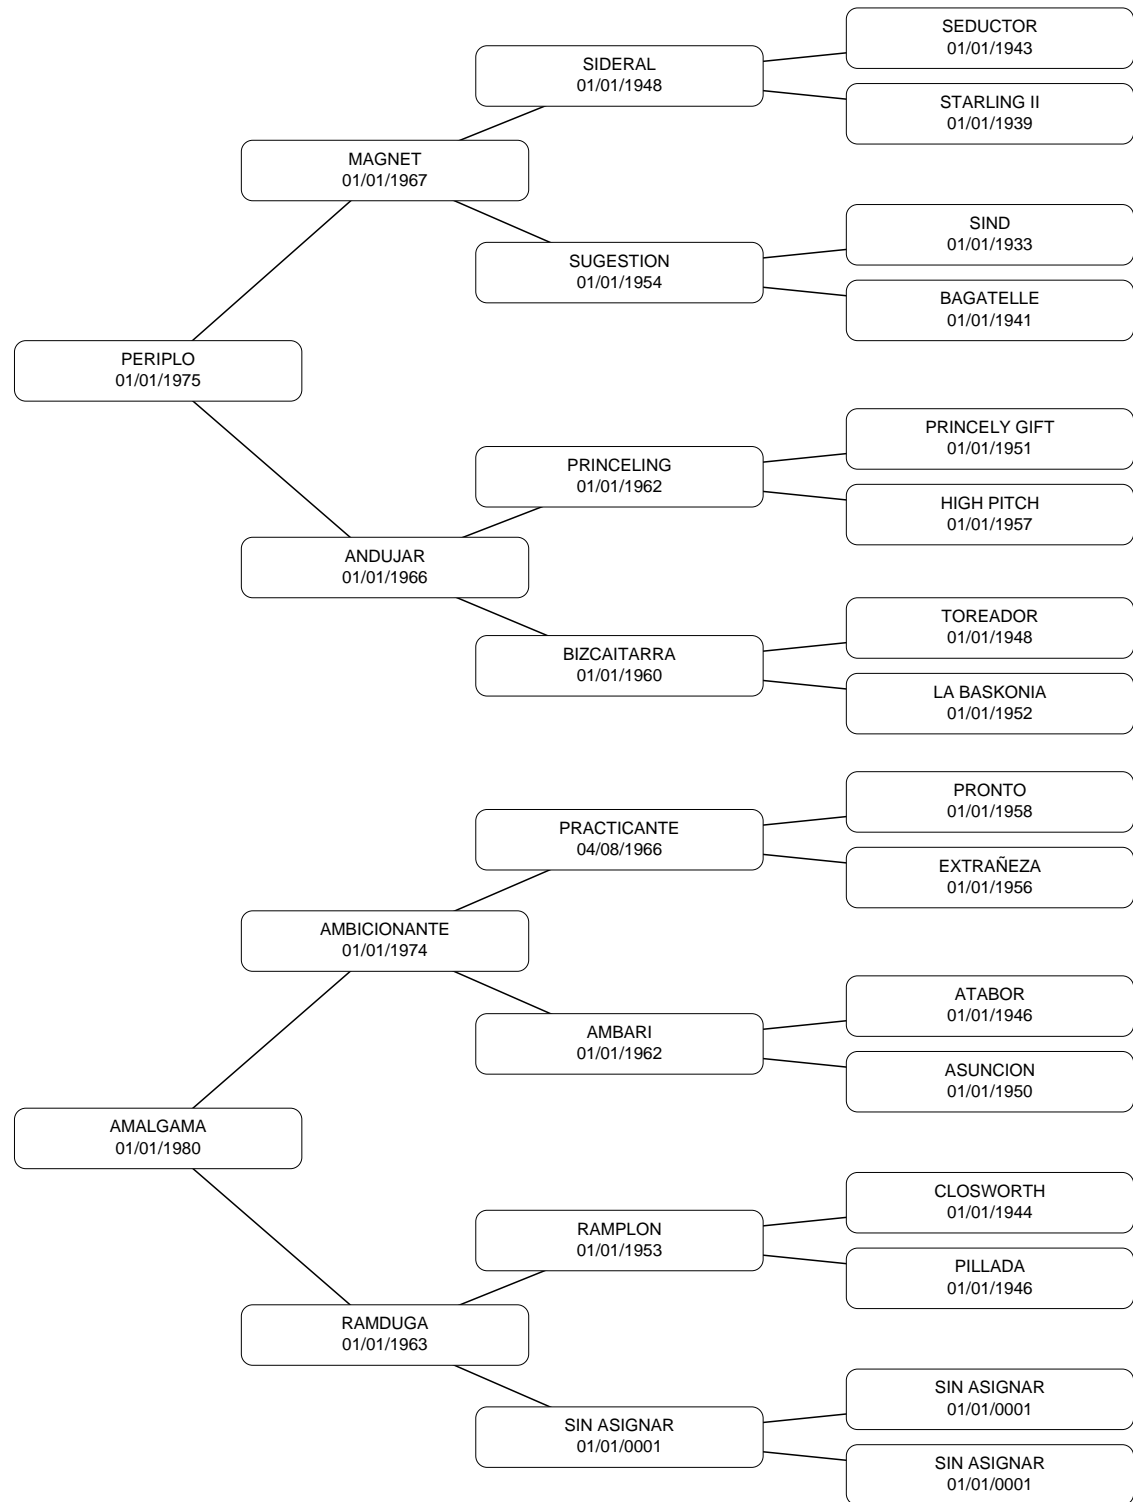 SEDUCTOR
01/01/1943
SIDERAL
01/01/1948
STARLING II
01/01/1939
MAGNET
01/01/1967
SIND
01/01/1933
SUGESTION
01/01/1954
BAGATELLE
01/01/1941
PERIPLO
01/01/1975
PRINCELY GIFT
01/01/1951
PRINCELING
01/01/1962
HIGH PITCH
01/01/1957
ANDUJAR
01/01/1966
TOREADOR
01/01/1948
BIZCAITARRA
01/01/1960
LA BASKONIA
01/01/1952
PRONTO
01/01/1958
PRACTICANTE
04/08/1966
EXTRAÑEZA
01/01/1956
AMBICIONANTE
01/01/1974
ATABOR
01/01/1946
AMBARI
01/01/1962
ASUNCION
01/01/1950
AMALGAMA
01/01/1980
CLOSWORTH
01/01/1944
RAMPLON
01/01/1953
PILLADA
01/01/1946
RAMDUGA
01/01/1963
SIN ASIGNAR
01/01/0001
SIN ASIGNAR
01/01/0001
SIN ASIGNAR
01/01/0001